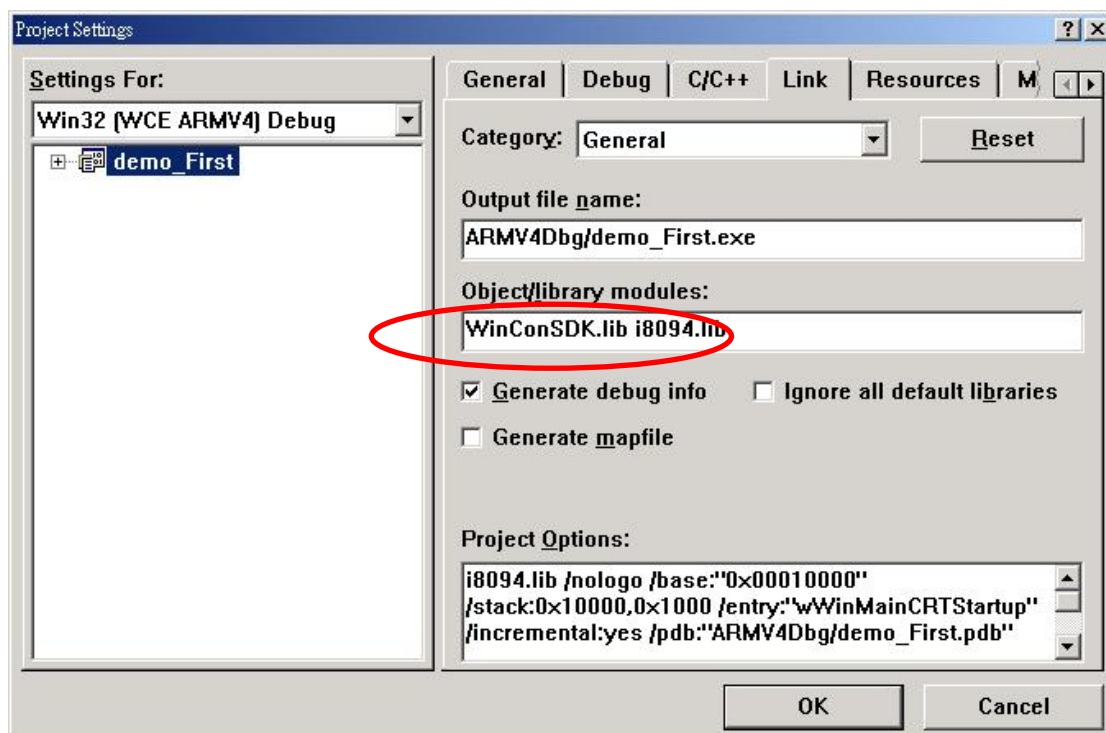 Project Settings
Settings For:
Win32 (WCE ARMV4) Debug
demo_First
General Debug C/C++ Link Resources M
Category: General Reset
Output file name:
ARMV4Dbg/demo_First.exe
Object/library modules:
WinConSDK.lib i8094.lib
Generate debug info Ignore all default libraries
Generate mapfile
Project Options:
i8094.lib /nologo /base:"0x00010000"
/stack:0x10000,0x1000 /entry:"wWinMainCRTStartup"
/incremental:yes /pdb:"ARMV4Dbg/demo_First.pdb"
OK Cancel